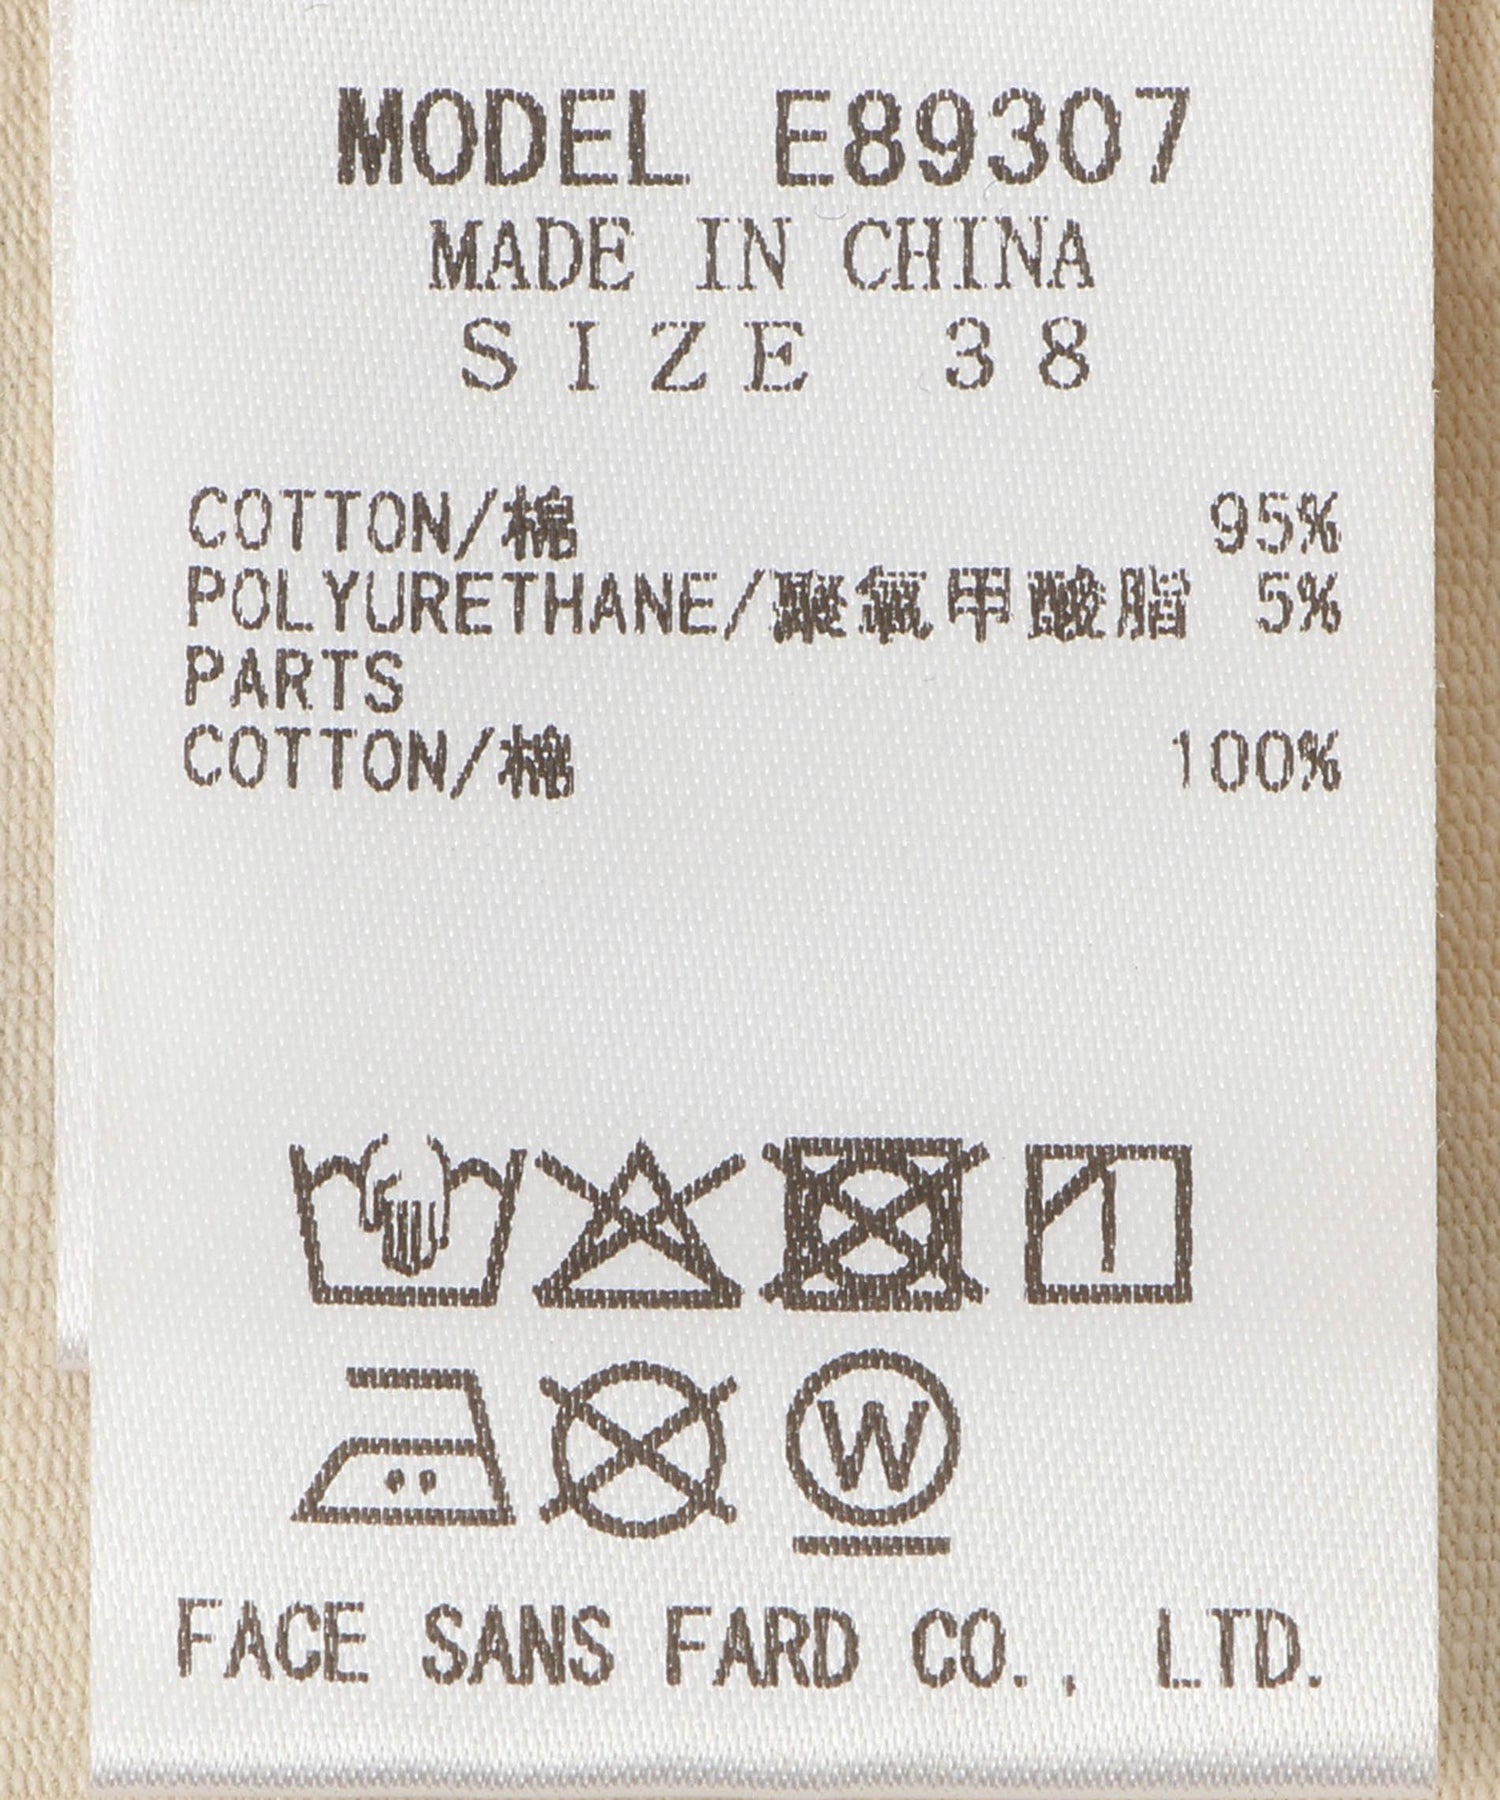 MODEL E89307
MADE IN CHINA
SIZE 38
COTTON/棉 95%
POLYURETHANE/聚氨甲酸脂 5%
PARTS
COTTON/棉 100%
W
FACE SANS FARD CO., LTD.